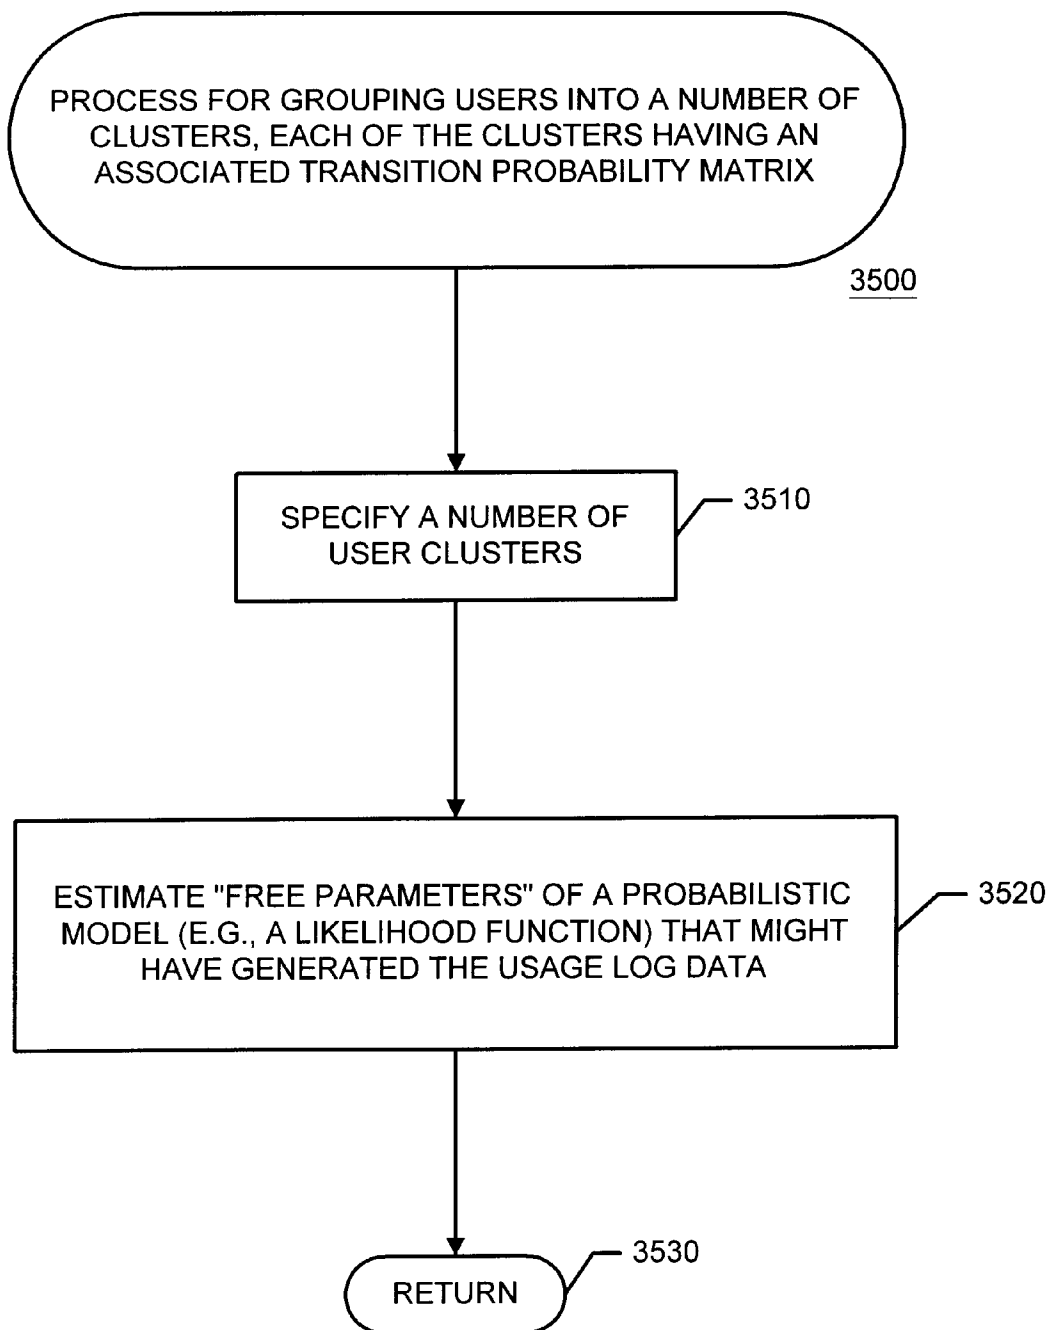 PROCESS FOR GROUPING USERS INTO A NUMBER OF
CLUSTERS, EACH OF THE CLUSTERS HAVING AN
ASSOCIATED TRANSITION PROBABILITY MATRIX
3500
SPECIFY A NUMBER OF
USER CLUSTERS
3510
ESTIMATE "FREE PARAMETERS" OF A PROBABILISTIC
MODEL (E.G., A LIKELIHOOD FUNCTION) THAT MIGHT
HAVE GENERATED THE USAGE LOG DATA
3520
RETURN
3530